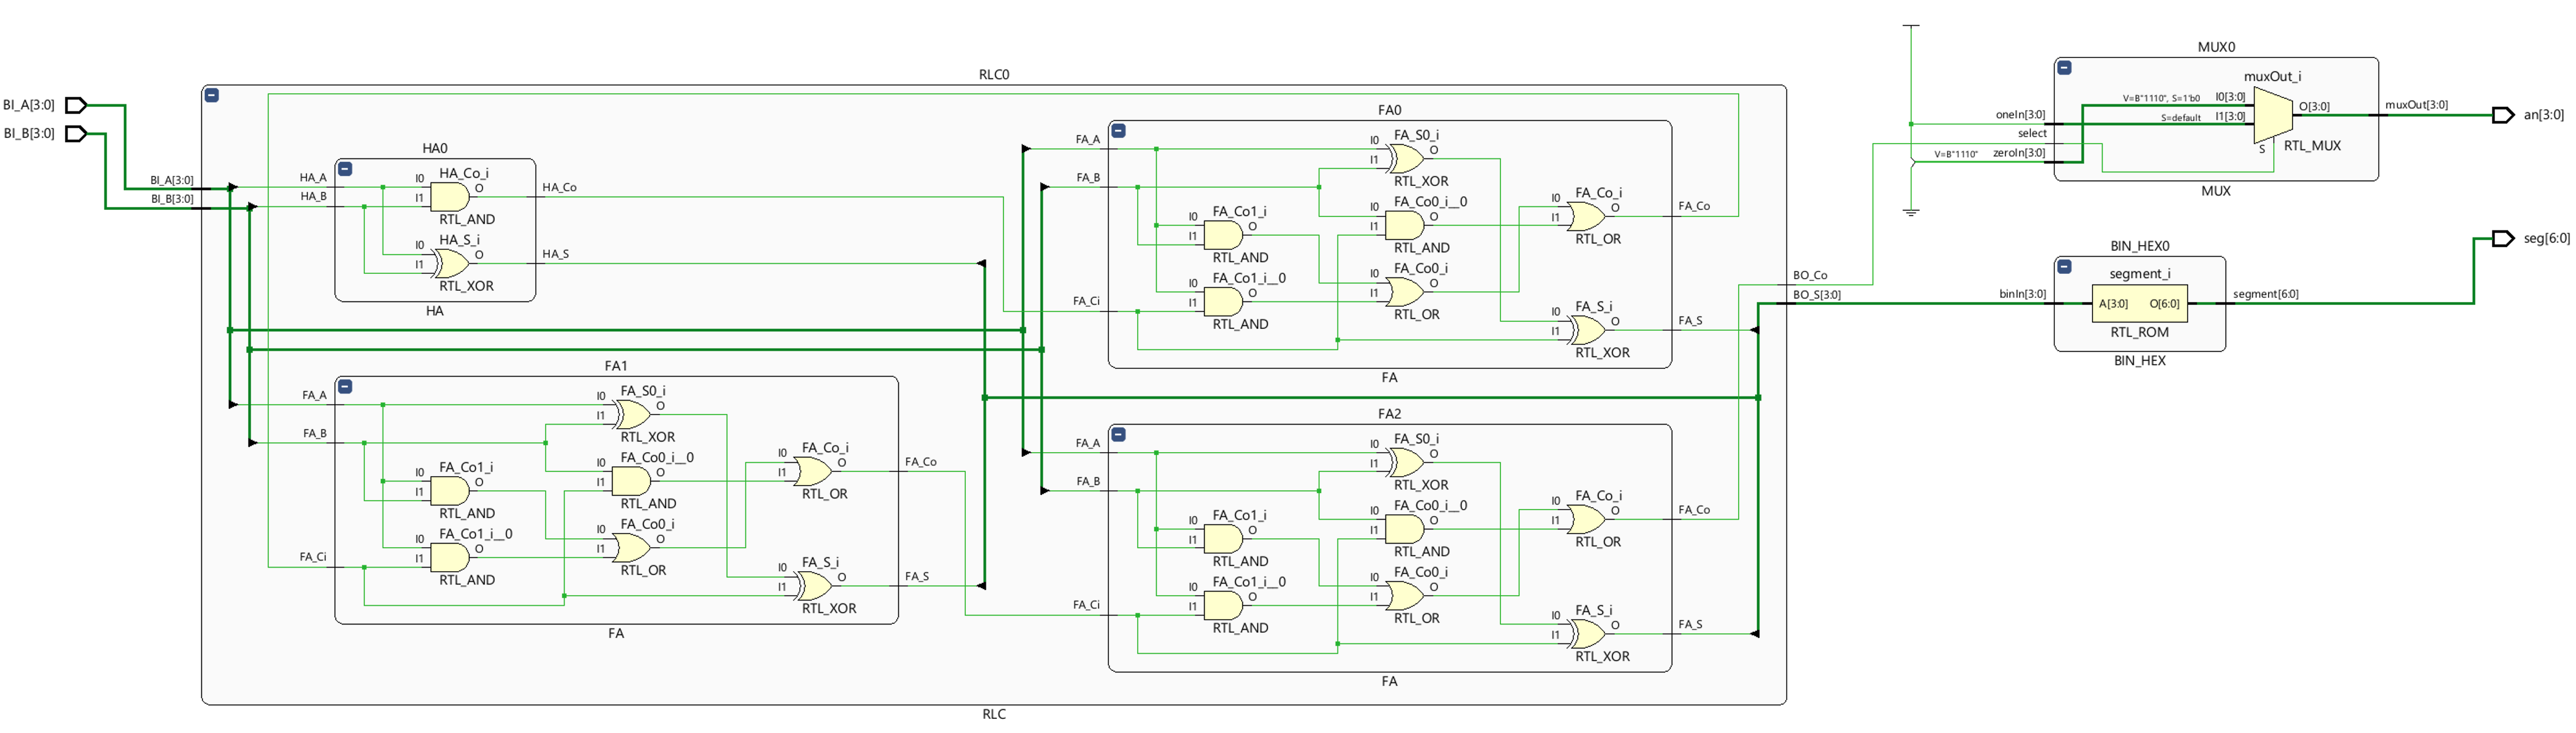 BI_A[3:0]
BI_B[3:0]
RLC0
BI_A[3:0]
BI_B[3:0]
HA0
HA_A
HA_B
I0
I1
HA_Co_i
O
RTL_AND
HA_Co
I0
I1
HA_S_i
O
RTL_XOR
HA_S
HA
FA1
FA_A
FA_B
FA_Ci
I0
I1
FA_S0_i
O
RTL_XOR
I0
I1
FA_Co1_i
O
RTL_AND
I0
I1
FA_Co0_i__0
O
RTL_AND
I0
I1
FA_Co_i
O
RTL_OR
FA_Co
I0
I1
FA_Co1_i__0
O
RTL_AND
I0
I1
FA_Co0_i
O
RTL_OR
I0
I1
FA_S_i
O
RTL_XOR
FA_S
FA
FA0
FA_A
FA_B
FA_Ci
I0
I1
FA_S0_i
O
RTL_XOR
I0
I1
FA_Co1_i
O
RTL_AND
I0
I1
FA_Co0_i__0
O
RTL_AND
I0
I1
FA_Co_i
O
RTL_OR
FA_Co
I0
I1
FA_Co1_i__0
O
RTL_AND
I0
I1
FA_Co0_i
O
RTL_OR
I0
I1
FA_S_i
O
RTL_XOR
FA_S
FA
FA2
FA_A
FA_B
FA_Ci
I0
I1
FA_S0_i
O
RTL_XOR
I0
I1
FA_Co1_i
O
RTL_AND
I0
I1
FA_Co0_i__0
O
RTL_AND
I0
I1
FA_Co_i
O
RTL_OR
FA_Co
I0
I1
FA_Co1_i__0
O
RTL_AND
I0
I1
FA_Co0_i
O
RTL_OR
I0
I1
FA_S_i
O
RTL_XOR
FA_S
FA
RLC
BO_Co
BO_S[3:0]
MUX0
oneIn[3:0]
select
V=B"1110"
zeroIn[3:0]
muxOut_i
V=B"1110", S=1'b0
I0[3:0]
S=default
I1[3:0]
O[3:0]
S
RTL_MUX
muxOut[3:0]
an[3:0]
MUX
BIN_HEX0
binIn[3:0]
segment_i
A[3:0]
O[6:0]
RTL_ROM
segment[6:0]
seg[6:0]
BIN_HEX